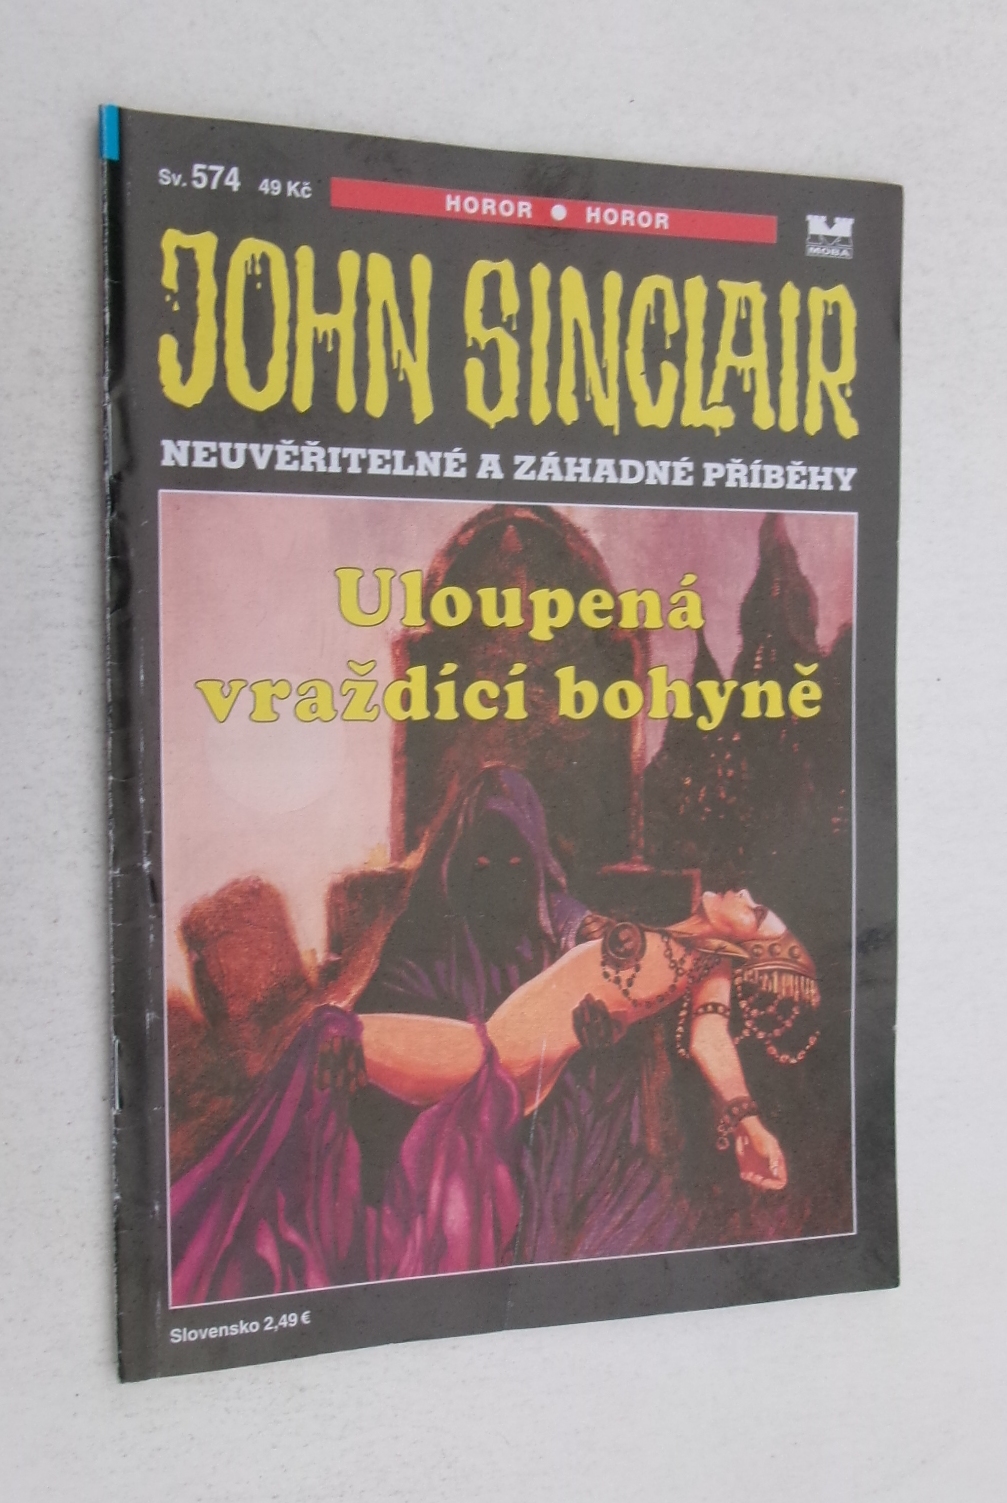 Sv. 574 49 Kč
HOROR ● HOROR
MOBA
JOHN SINCLAIR
NEUVĚŘITELNÉ A ZÁHADNÉ PŘÍBĚHY
Uloupená
vraždící bohyně
Slovensko 2,49 €